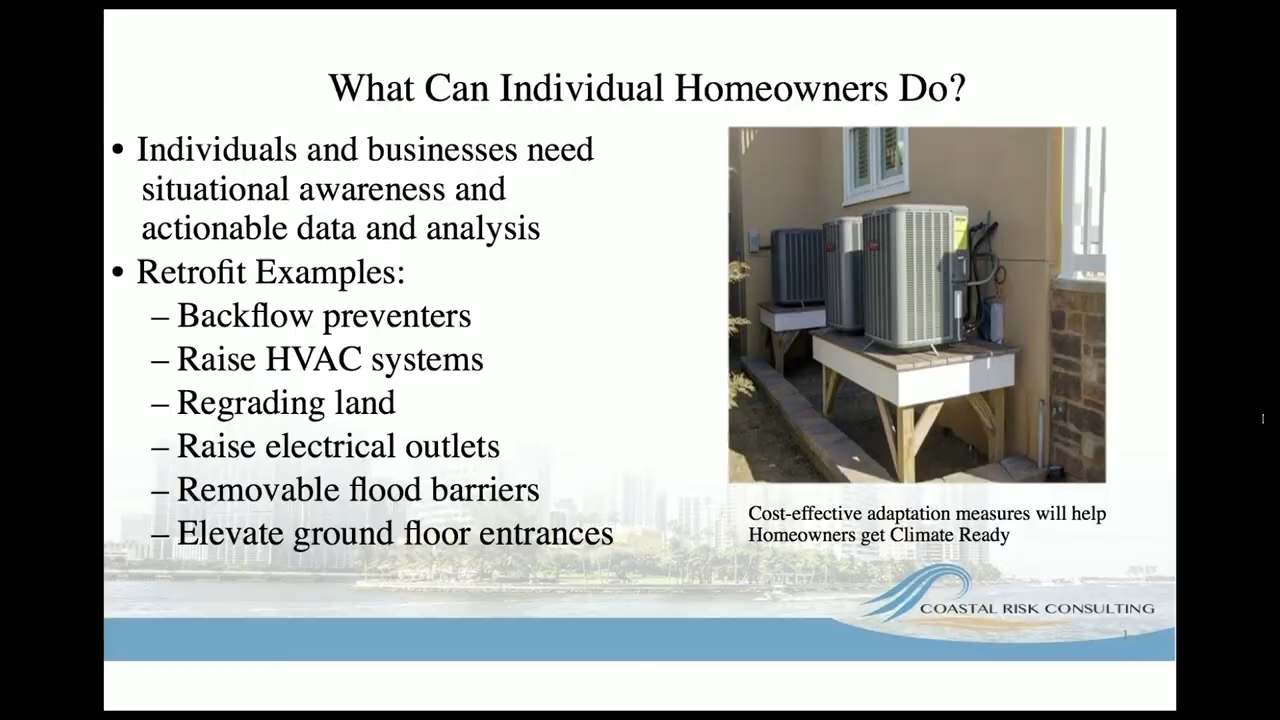 What Can Individual Homeowners Do?
• Individuals and businesses need
situational awareness and
actionable data and analysis
• Retrofit Examples:
– Backflow preventers
– Raise HVAC systems
– Regrading land
– Raise electrical outlets
– Removable flood barriers
– Elevate ground floor entrances
Cost-effective adaptation measures will help
Homeowners get Climate Ready
COASTAL RISK CONSULTING
1